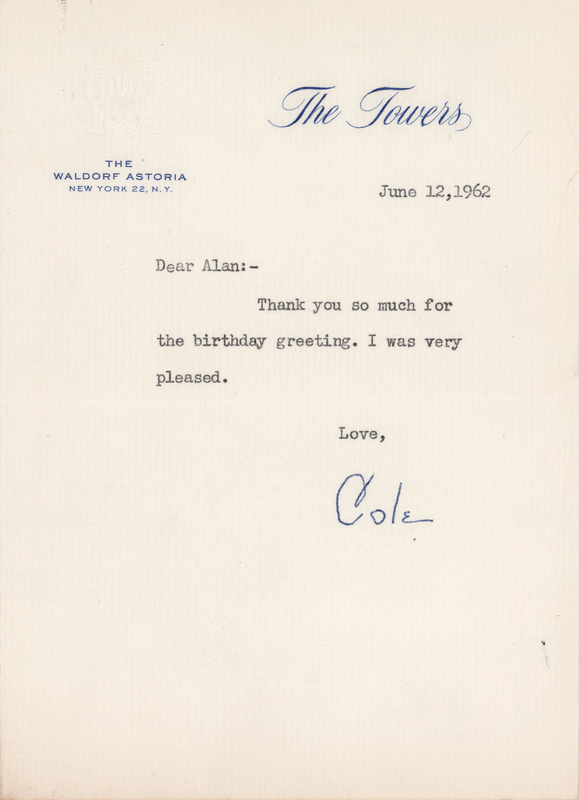 The Towers
THE
WALDORF ASTORIA
NEW YORK 22, N.Y.
June 12,1962
Dear Alan:-
Thank you so much for
the birthday greeting. I was very
pleased.
Love,
Cole